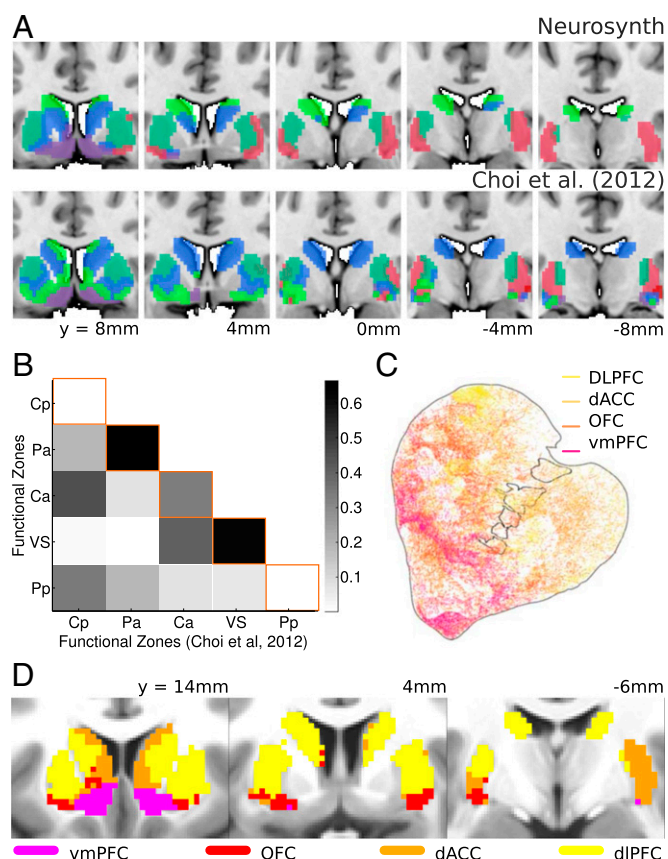 A
Neurosynth
Choi et al. (2012)
y = 8mm
4mm
0mm
-4mm
-8mm
B
Functional Zones
Cp
Pa
Ca
VS
Pp
Cp
Pa
Ca
VS
Pp
Functional Zones (Choi et al, 2012)
0.6
0.5
0.4
0.3
0.2
0.1
C
DLPFC
dACC
OFC
vmPFC
D
y = 14mm
4mm
-6mm
vmPFC
OFC
dACC
dlPFC